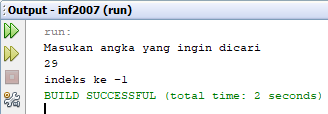 Output - inf2007 (run)
run:
Masukan angka yang ingin dicari
29
indeks ke -1
BUILD SUCCESSFUL (total time: 2 seconds)